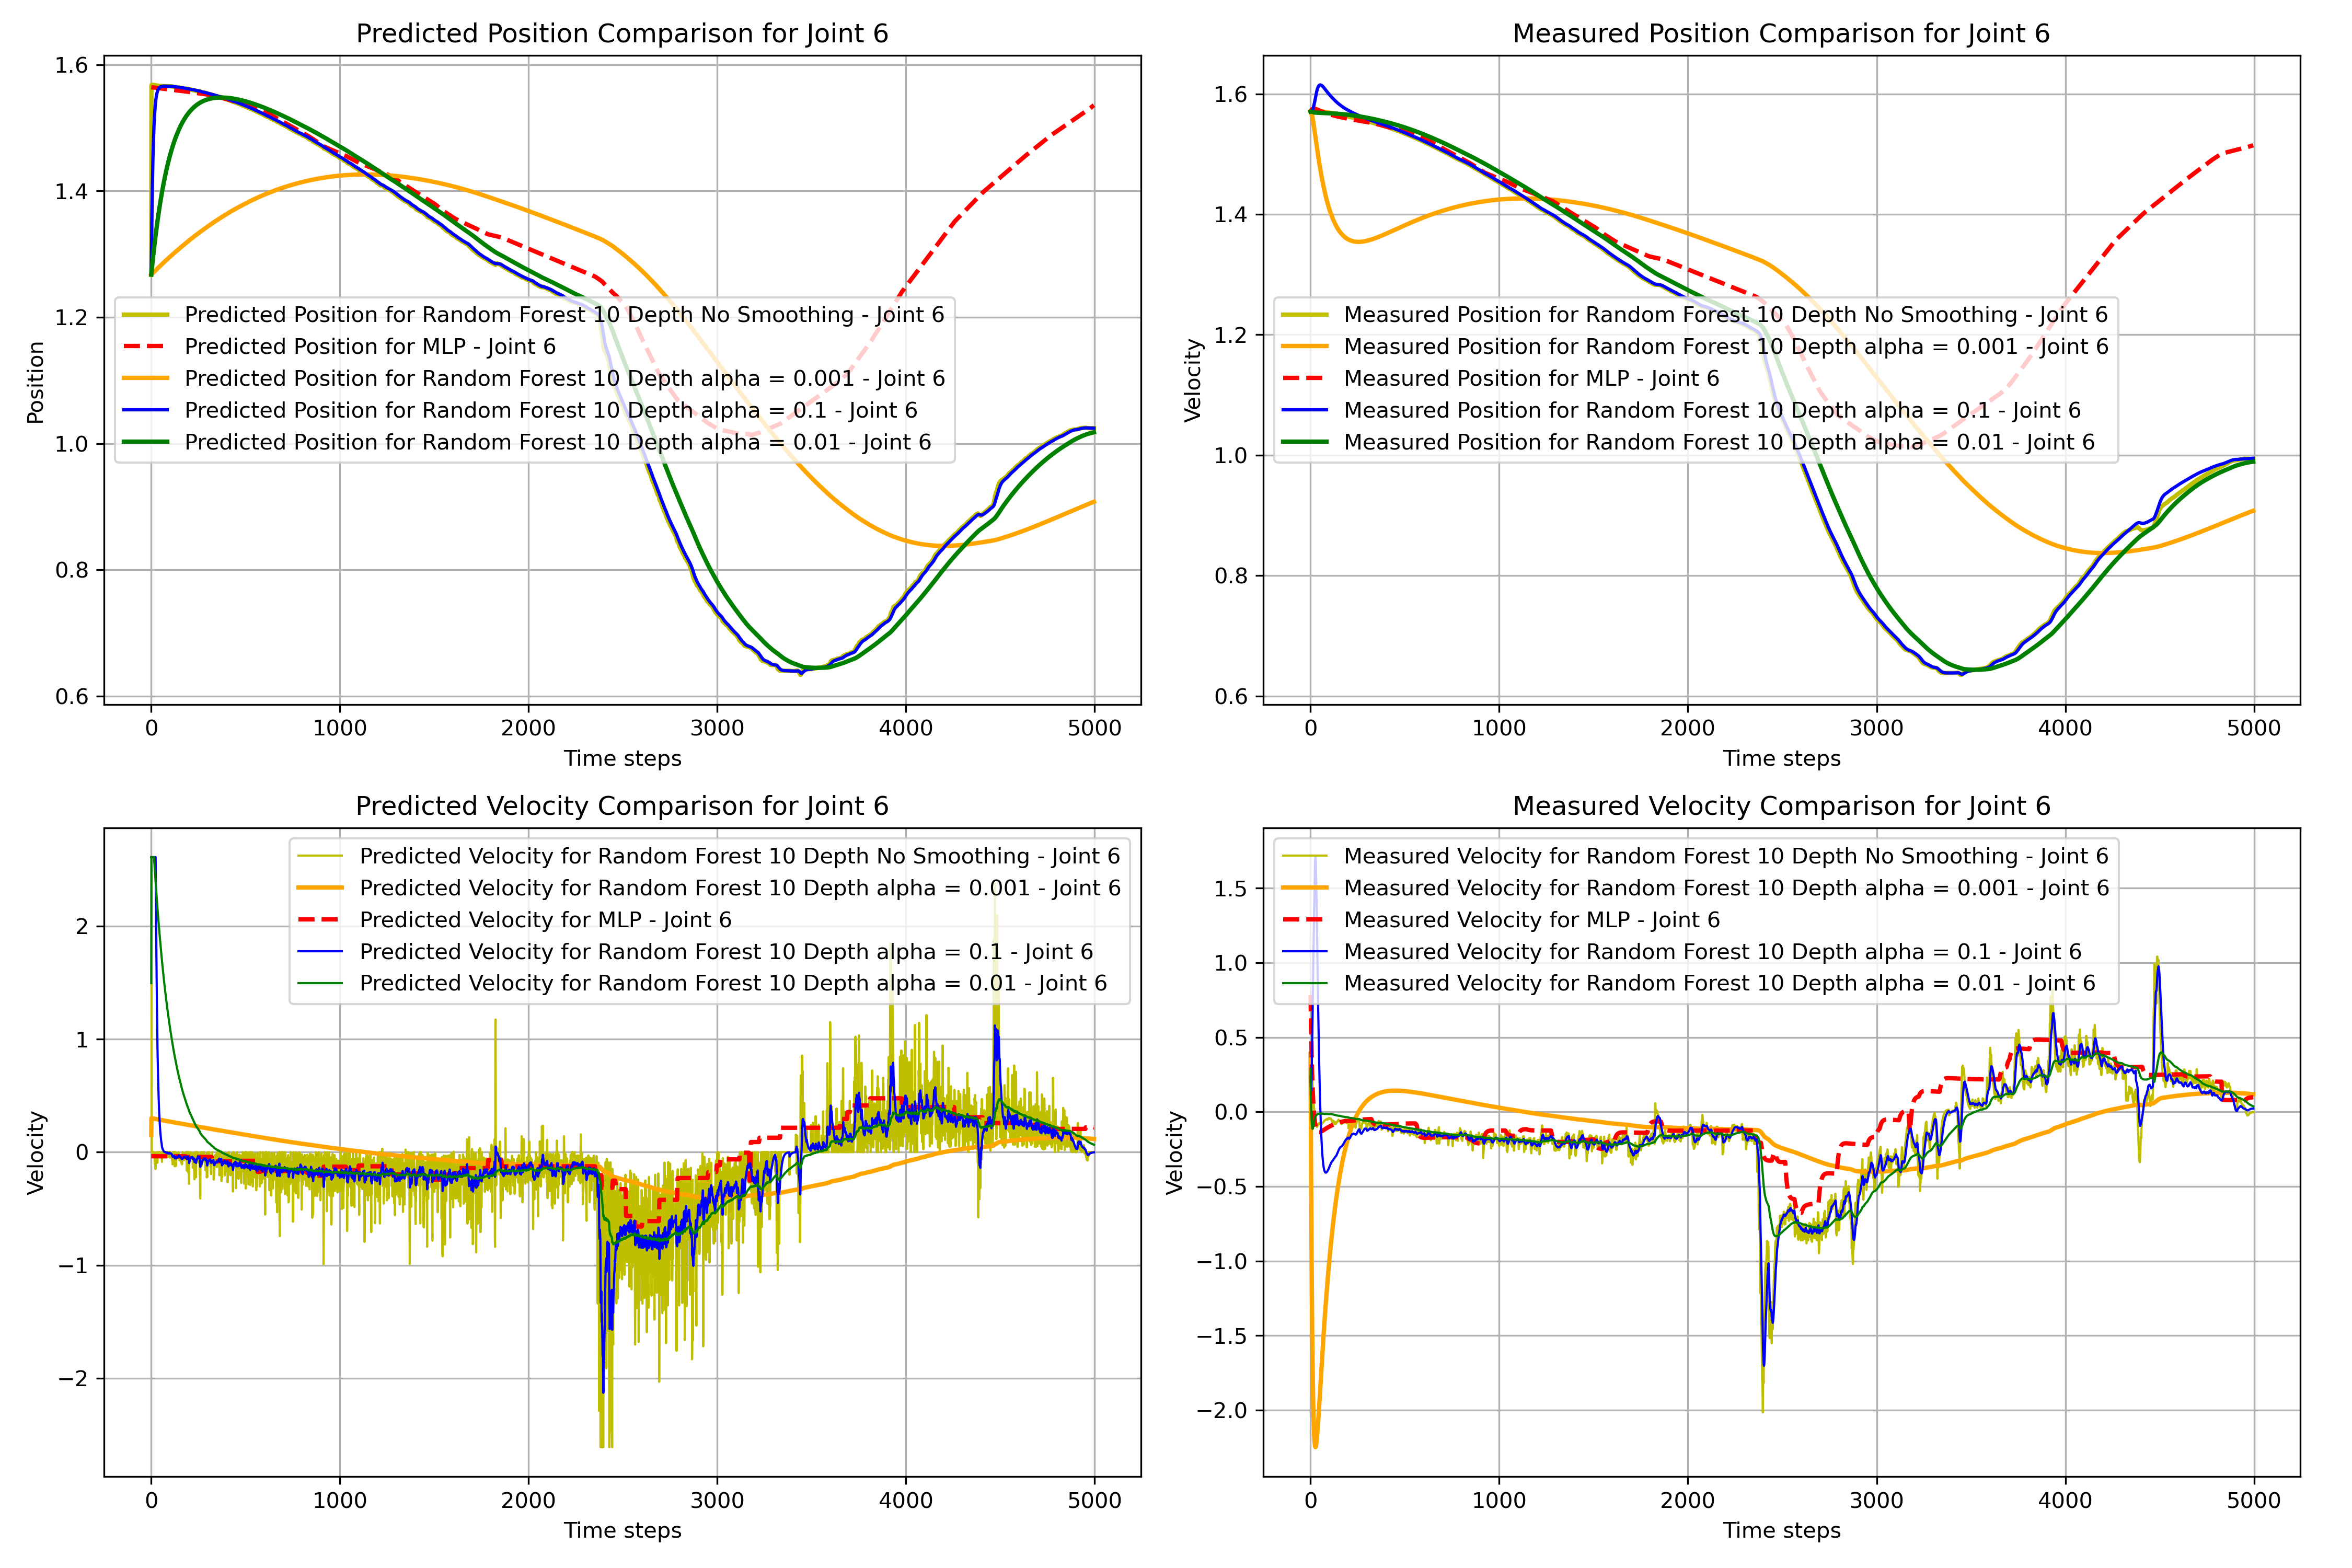 Predicted Position Comparison for Joint 6
1.6
1.4
1.2
1.0
0.8
0.6
Position
Predicted Position for Random Forest 10 Depth No Smoothing - Joint 6
Predicted Position for MLP - Joint 6
Predicted Position for Random Forest 10 Depth alpha = 0.001 - Joint 6
Predicted Position for Random Forest 10 Depth alpha = 0.1 - Joint 6
Predicted Position for Random Forest 10 Depth alpha = 0.01 - Joint 6
0 1000 2000 3000 4000 5000
Time steps
Measured Position Comparison for Joint 6
1.6
1.4
1.2
1.0
0.8
0.6
Velocity
Measured Position for Random Forest 10 Depth No Smoothing - Joint 6
Measured Position for Random Forest 10 Depth alpha = 0.001 - Joint 6
Measured Position for MLP - Joint 6
Measured Position for Random Forest 10 Depth alpha = 0.1 - Joint 6
Measured Position for Random Forest 10 Depth alpha = 0.01 - Joint 6
0 1000 2000 3000 4000 5000
Time steps
Predicted Velocity Comparison for Joint 6
2
1
0
−1
−2
Velocity
Predicted Velocity for Random Forest 10 Depth No Smoothing - Joint 6
Predicted Velocity for Random Forest 10 Depth alpha = 0.001 - Joint 6
Predicted Velocity for MLP - Joint 6
Predicted Velocity for Random Forest 10 Depth alpha = 0.1 - Joint 6
Predicted Velocity for Random Forest 10 Depth alpha = 0.01 - Joint 6
0 1000 2000 3000 4000 5000
Time steps
Measured Velocity Comparison for Joint 6
1.5
1.0
0.5
0.0
−0.5
−1.0
−1.5
−2.0
Velocity
Measured Velocity for Random Forest 10 Depth No Smoothing - Joint 6
Measured Velocity for Random Forest 10 Depth alpha = 0.001 - Joint 6
Measured Velocity for MLP - Joint 6
Measured Velocity for Random Forest 10 Depth alpha = 0.1 - Joint 6
Measured Velocity for Random Forest 10 Depth alpha = 0.01 - Joint 6
0 1000 2000 3000 4000 5000
Time steps